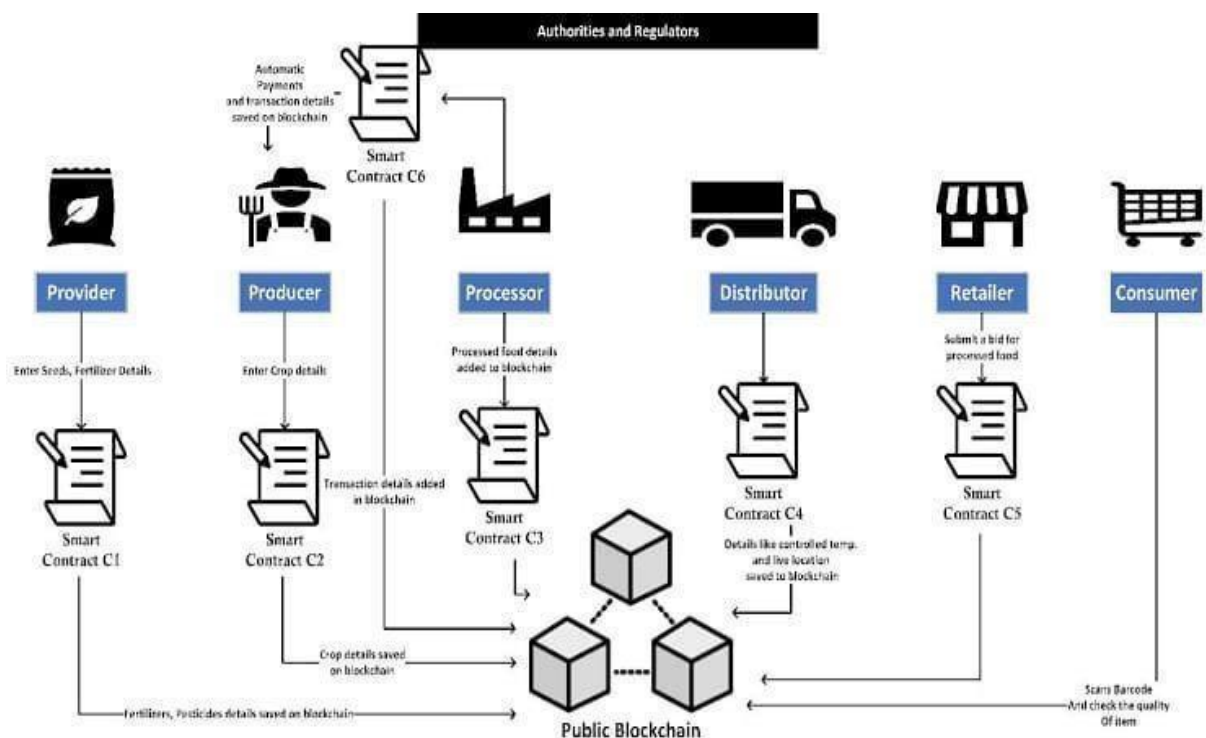 Authorities and Regulators
Automatic
Payments
and transaction details
saved on blockchain
Smart
Contract C6
Provider
Producer
Processor
Distributor
Retailer
Consumer
Enter Seeds, Fertilizer Details
Enter Crop details
Processed food details
added to blockchain
Submit a bid for
processed food
Smart
Contract C1
Smart
Contract C2
Transaction details added
in blockchain
Smart
Contract C3
Smart
Contract C4
Smart
Contract C5
Details like controlled temp.
and live location
saved to blockchain
Crop details saved
on blockchain
Fertilizers, Pesticides details saved on blockchain
Scans Barcode
And check the quality
Of item
Public Blockchain